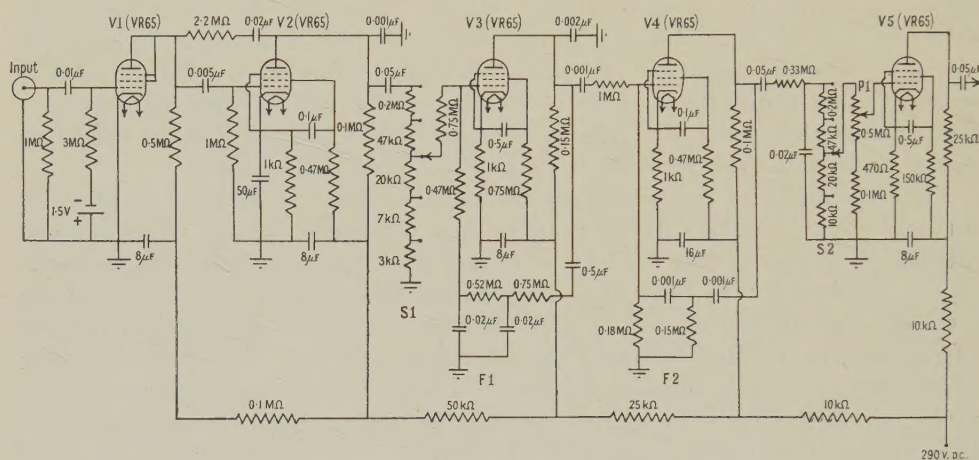 V1 (VR65)
2·2MΩ
0·02µF
V2 (VR65)
0·001µF
V3 (VR65)
0·002µF
V4 (VR65)
V5 (VR65)
Input
0·01µF
0·005µF
0·05µF
0·001µF
0·05µF
0·33MΩ
P1
0·05µF
1MΩ
3MΩ
0·5MΩ
1MΩ
0·1µF
0·1MΩ
0·2MΩ
0·75MΩ
0·5µF
0·15MΩ
1MΩ
0·1µF
0·1MΩ
0·2MΩ
0·5MΩ
0·5µF
25kΩ
47kΩ
47kΩ
1kΩ
0·47MΩ
1kΩ
0·75MΩ
1kΩ
0·47MΩ
0·02µF
470Ω
150kΩ
1·5V
-
+
50µF
20kΩ
0·47MΩ
20kΩ
0·1MΩ
7kΩ
10kΩ
8µF
8µF
3kΩ
8µF
0·5µF
16µF
S2
8µF
S1
0·52MΩ
0·75MΩ
0·001µF
0·001µF
0·02µF
0·02µF
0·18MΩ
0·15MΩ
10kΩ
F1
F2
0·1MΩ
50kΩ
25kΩ
10kΩ
290 V. D.C.